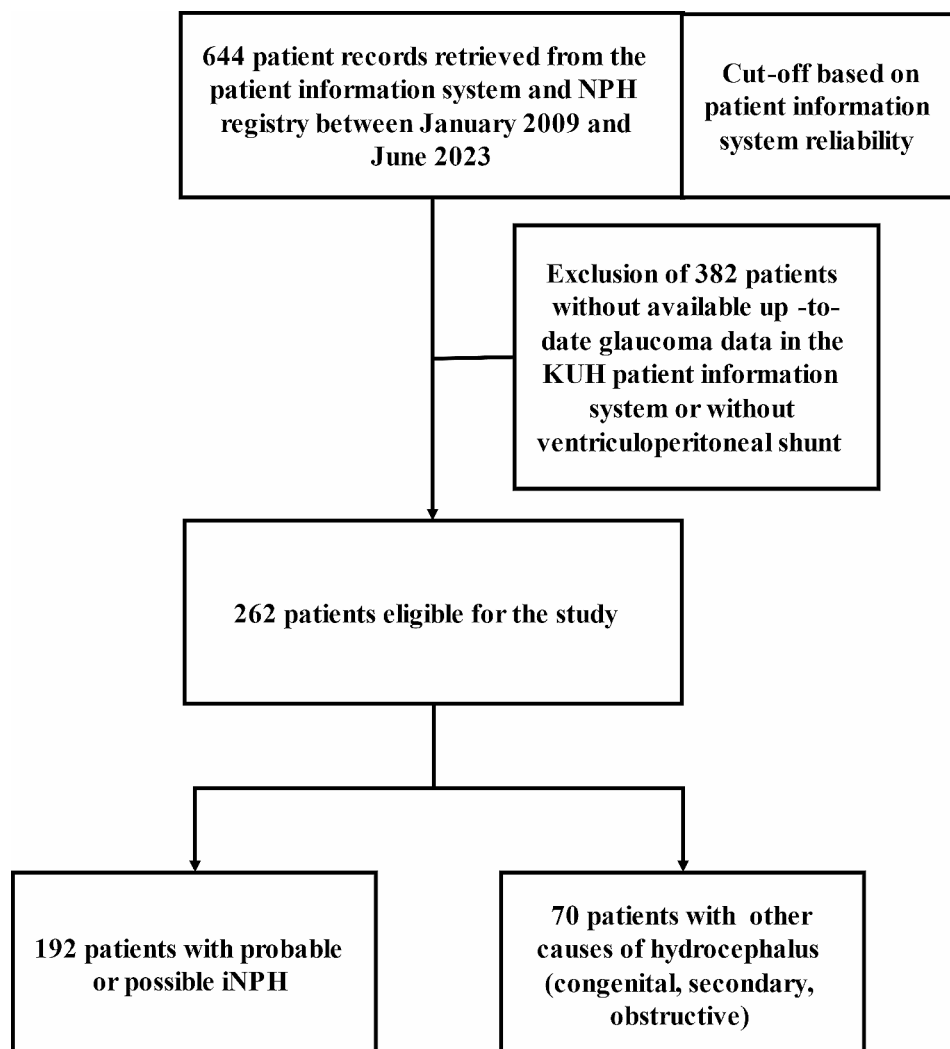 644 patient records retrieved from the
patient information system and NPH
registry between January 2009 and
June 2023
Cut-off based on
patient information
system reliability
Exclusion of 382 patients
without available up -to-
date glaucoma data in the
KUH patient information
system or without
ventriculoperitoneal shunt
262 patients eligible for the study
192 patients with probable
or possible iNPH
70 patients with other
causes of hydrocephalus
(congenital, secondary,
obstructive)